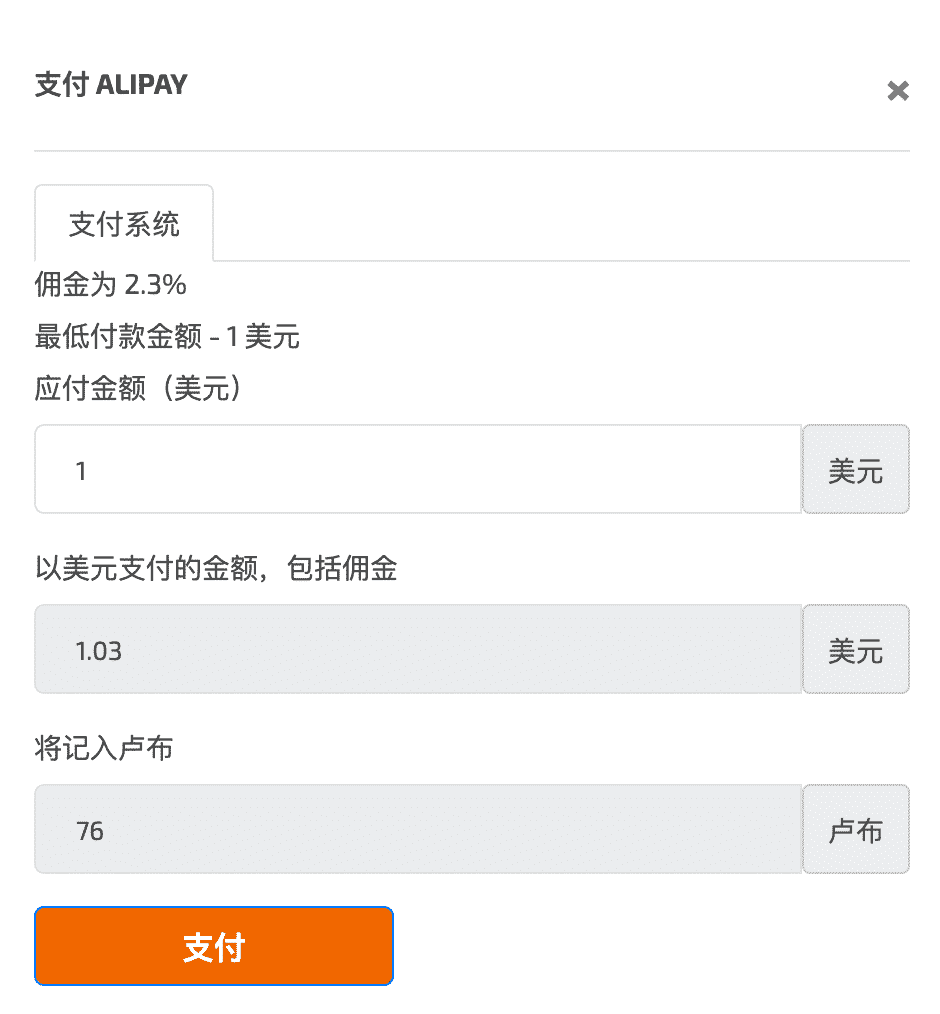 支付 ALIPAY
支付系统
佣金为 2.3%
最低付款金额 - 1 美元
应付金额（美元）
1
美元
以美元支付的金额，包括佣金
1.03
美元
将记入卢布
76
卢布
支付